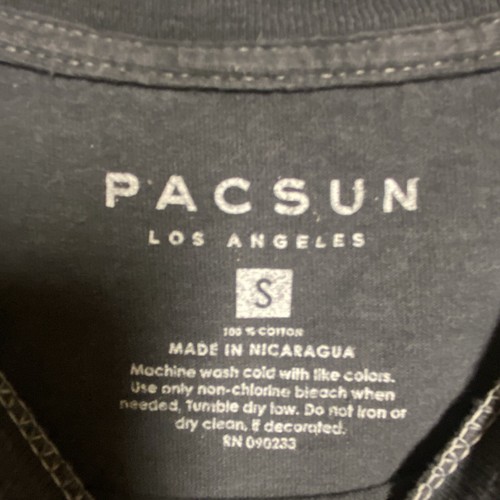 PACSUN
LOS ANGELES
S
100 % COTTON
MADE IN NICARAGUA
Machine wash cold with like colors.
Use only non-chlorine bleach when
needed, Tumble dry low. Do not iron or
dry clean, if decorated.
RN 090233